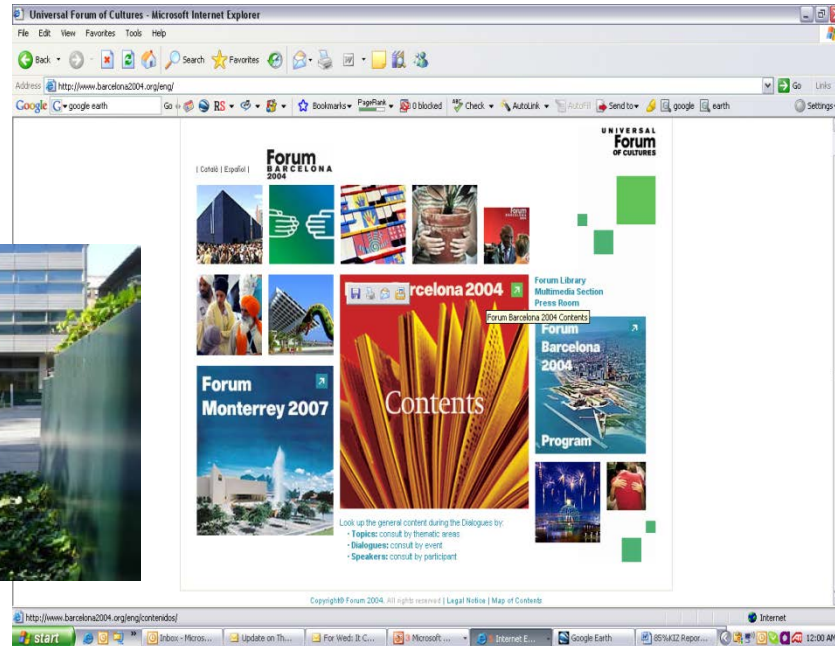 Universal Forum of Cultures - Microsoft Internet Explorer
File Edit View Favorites Tools Help
Back Search Favorites
Address http://www.barcelona2004.org/eng/ Go Links
Google G google earth Go RS Bookmarks PageRank 0 blocked Check AutoLink AutoFill Send to google earth Settings
UNIVERSAL
Forum
OF CULTURES
| Català | Español |
Forum
BARCELONA
2004
Forum
rcelona 2004
Forum Barcelona 2004 Contents
Contents
Forum Library
Multimedia Section
Press Room
Forum
Barcelona
2004
Program
Forum
Monterrey 2007
Look up the general content during the Dialogues by:
· Topics: consult by thematic areas
· Dialogues: consult by event
· Speakers: consult by participant
Copyright© Forum 2004. All rights reserved | Legal Notice | Map of Contents
http://www.barcelona2004.org/eng/contenidos/ Internet
start Inbox - Micros... Update on Th... For Wed: It C... 3 Microsoft ... Internet E... Google Earth 85%KIZ Repor... 12:00 AM